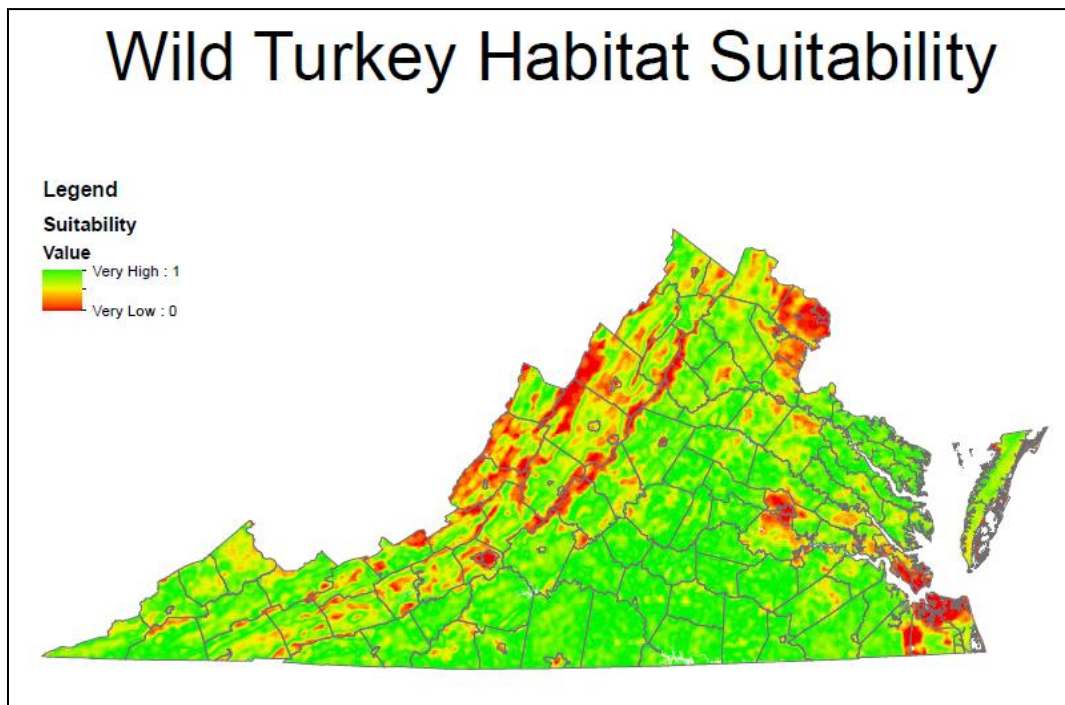 Wild Turkey Habitat Suitability
Legend
Suitability
Value
Very High : 1
Very Low : 0